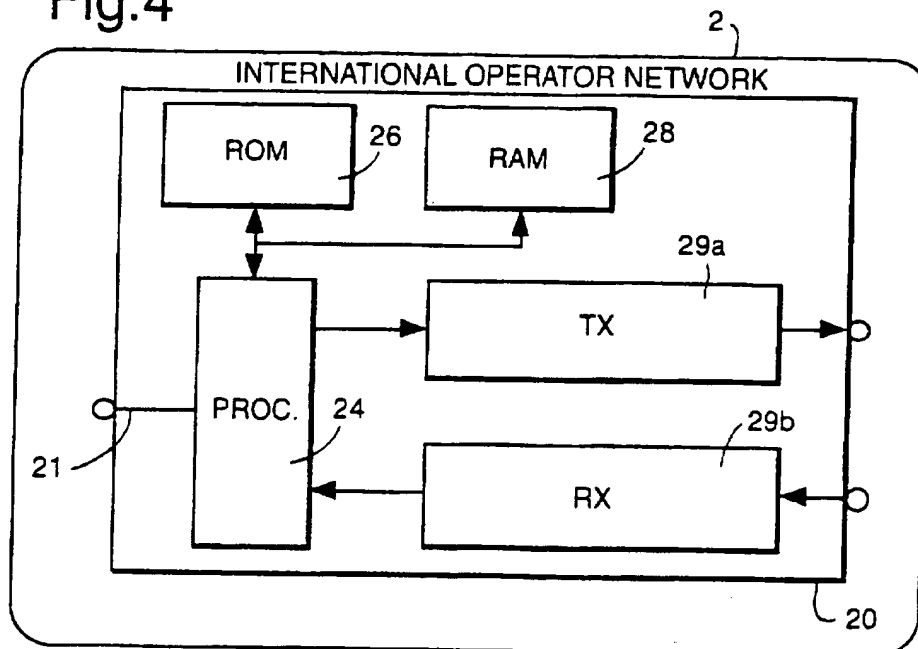 Fig.4
2
INTERNATIONAL OPERATOR NETWORK
ROM
26
RAM
28
29a
TX
PROC.
24
21
29b
RX
20